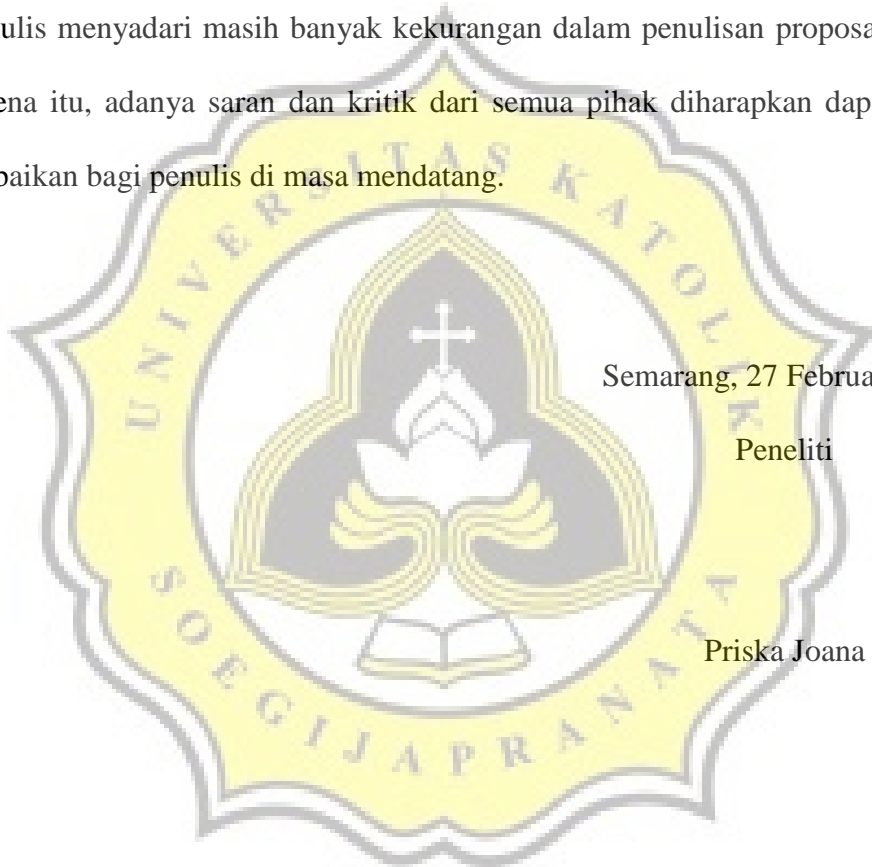 ulis menyadari masih banyak kekurangan dalam penulisan proposa
ena itu, adanya saran dan kritik dari semua pihak diharapkan dap
baikan bagi penulis di masa mendatang.
UNIVERSITAS KATOLIK
Semarang, 27 Februa
Peneliti
Priska Joana
SOEGIJAPRANATA